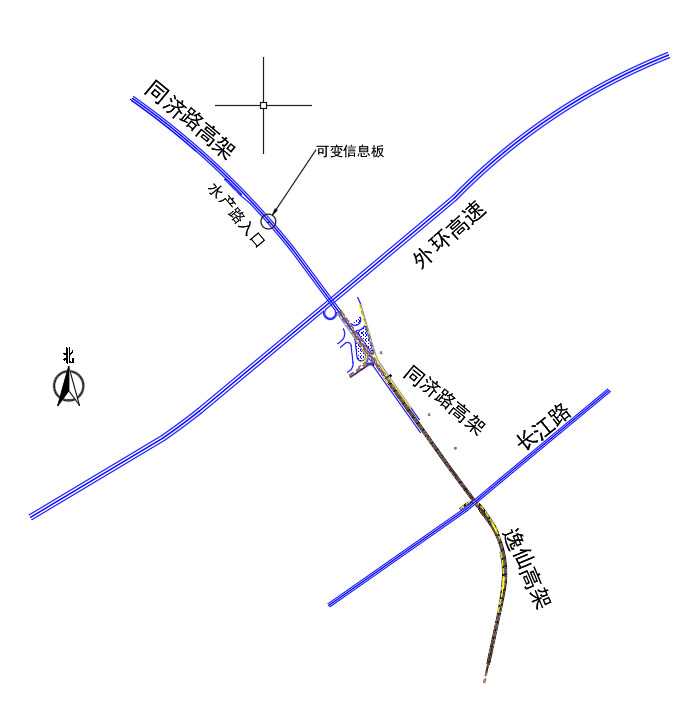 同济路高架
可变信息板
水产路入口
外环高速
北
同济路高架
长江路
逸仙高架